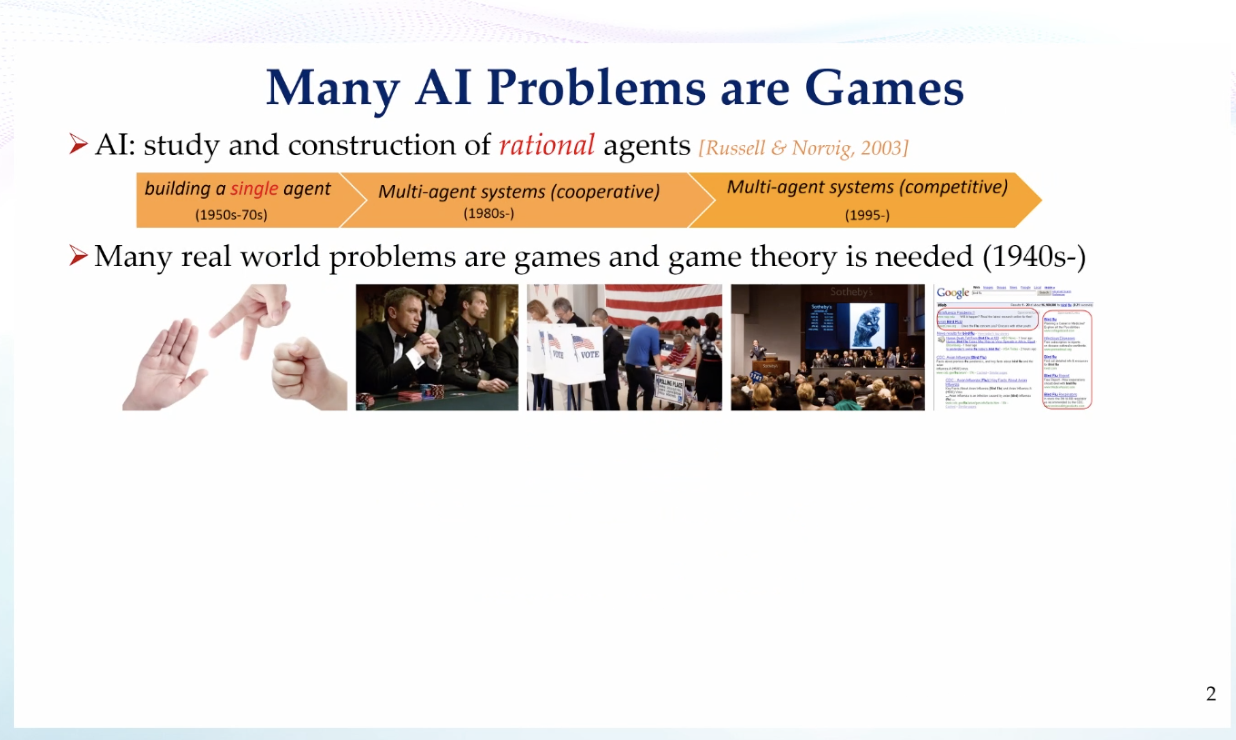 Many AI Problems are Games
AI: study and construction of rational agents [Russell & Norvig, 2003]
building a single agent
(1950s-70s)
Multi-agent systems (cooperative)
(1980s-)
Multi-agent systems (competitive)
(1995-)
Many real world problems are games and game theory is needed (1940s-)
VOTE
VOTE
POLLING PLACE
Sotheby's
Google
2